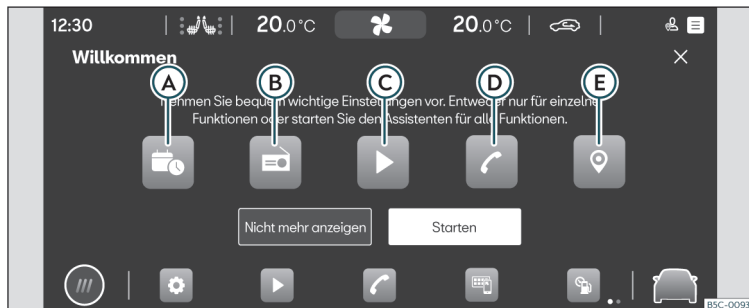 12:30 20.0°C 20.0°C
Willkommen
A B C D E
Nehmen Sie bequem wichtige Einstellungen vor. Entweder nur für einzelne
Funktionen oder starten Sie den Assistenten für alle Funktionen.
Nicht mehr anzeigen Starten
B5C-0093